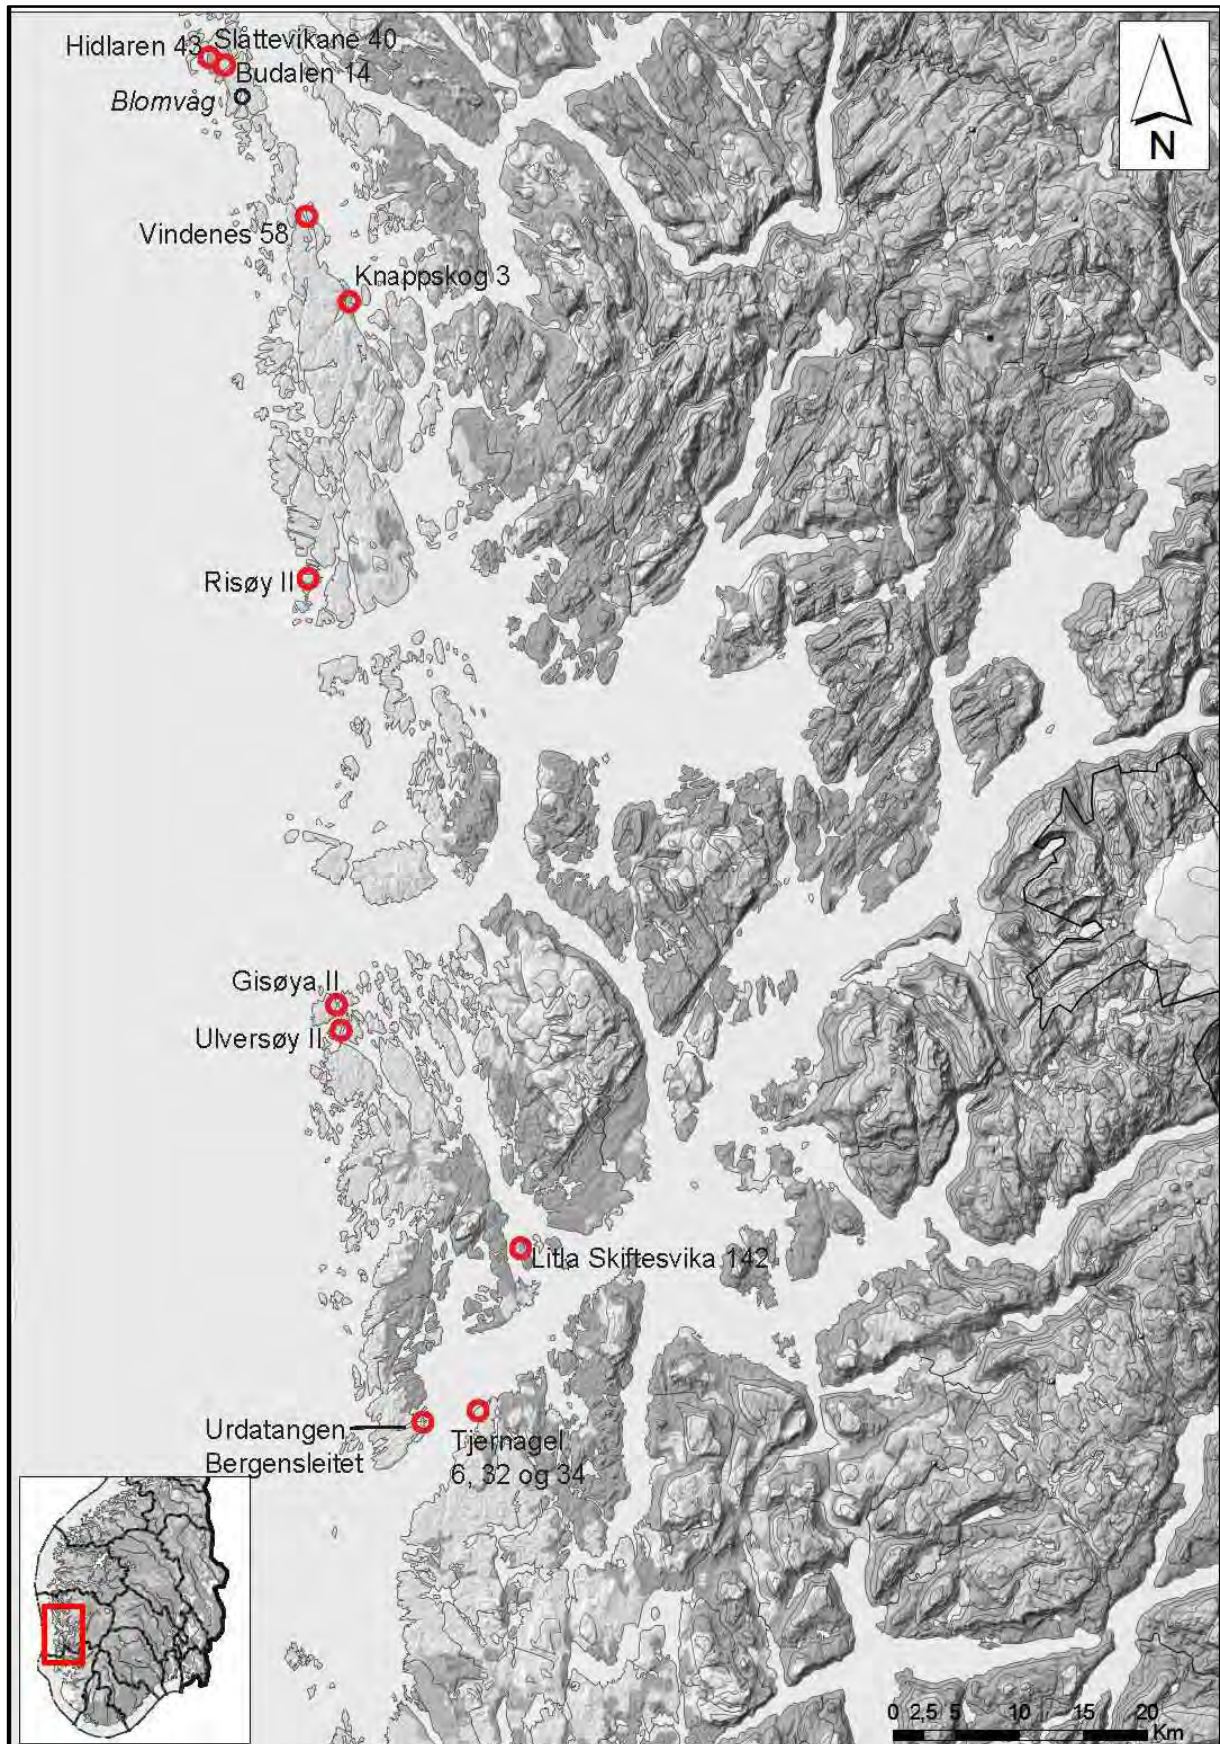 Hidlaren 43
Slåttevikane 40
Budalen 14
Blomvåg
N
Vindenes 58
Knappskog 3
Risøy II
Gisøya II
Ulversøy II
Litla Skiftesvika 142
Urdatangen
Bergensleitet
Tjernagel
6, 32 og 34
0 2,5 5 10 15 20
Km